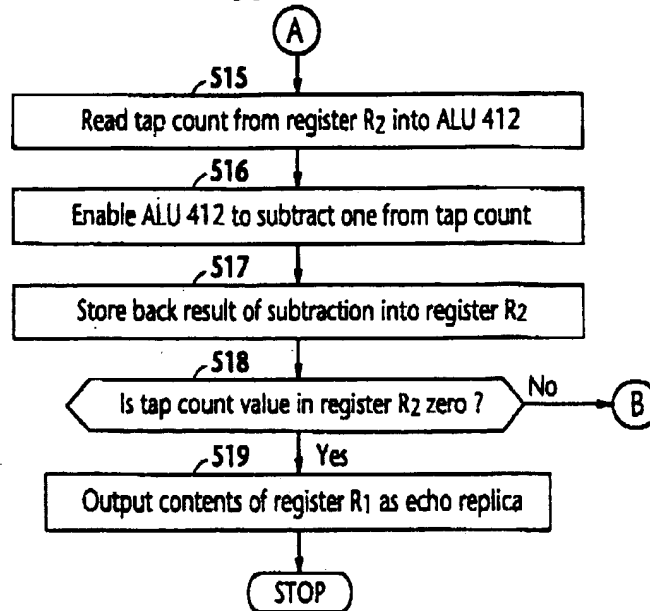 A
515
Read tap count from register R2 into ALU 412
516
Enable ALU 412 to subtract one from tap count
517
Store back result of subtraction into register R2
518
Is tap count value in register R2 zero ?
No
B
519
Yes
Output contents of register R1 as echo replica
STOP